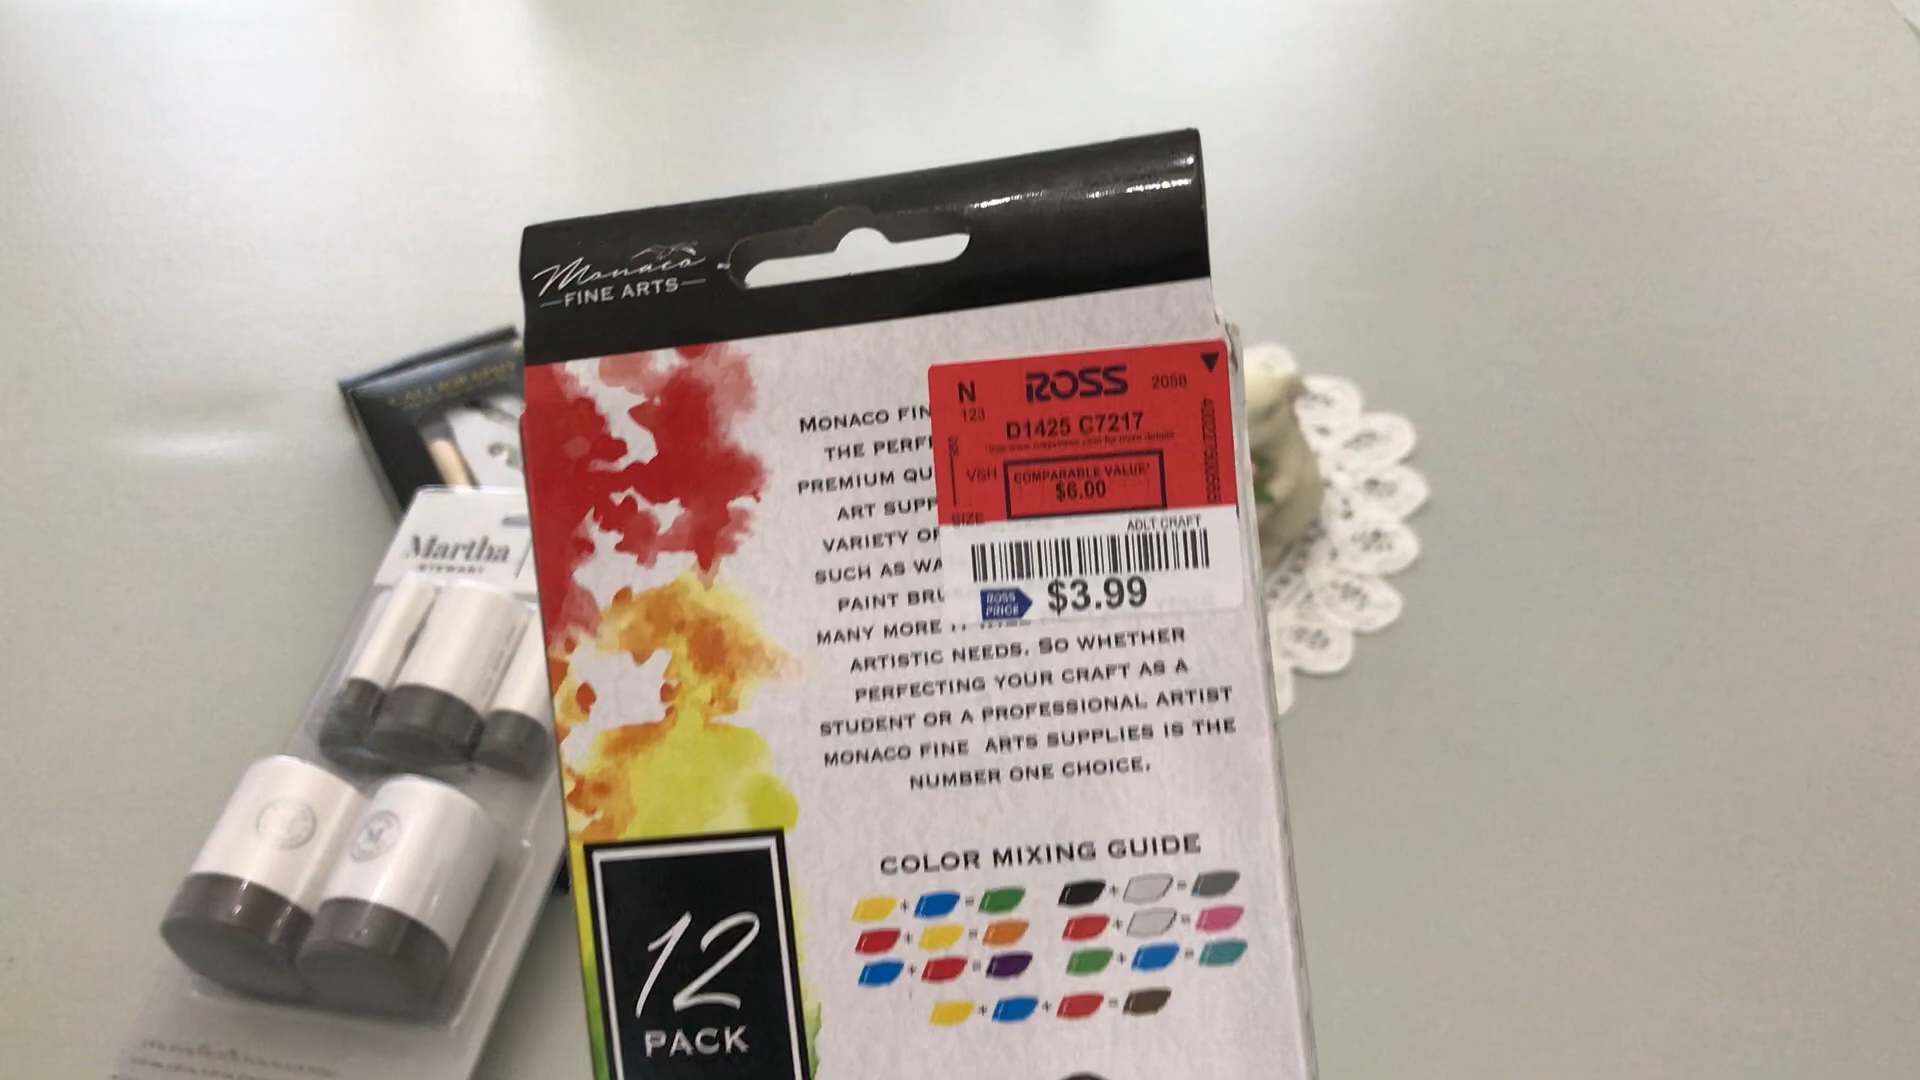 Monaco
FINE ARTS
N
ROSS
2058
123
D1425 C7217
VGH
COMPARABLE VALUE
$6.00
SIZE
ADLT CRAFT
ROSS
PRICE
$3.99
MONACO FIN
THE PERF
PREMIUM QU
ART SUPP
VARIETY OF
SUCH AS WA
PAINT BRU
MANY MORE
ARTISTIC NEEDS. SO WHETHER
PERFECTING YOUR CRAFT AS A
STUDENT OR A PROFESSIONAL ARTIST
MONACO FINE ARTS SUPPLIES IS THE
NUMBER ONE CHOICE.
COLOR MIXING GUIDE
12
PACK
Martha
STEWART